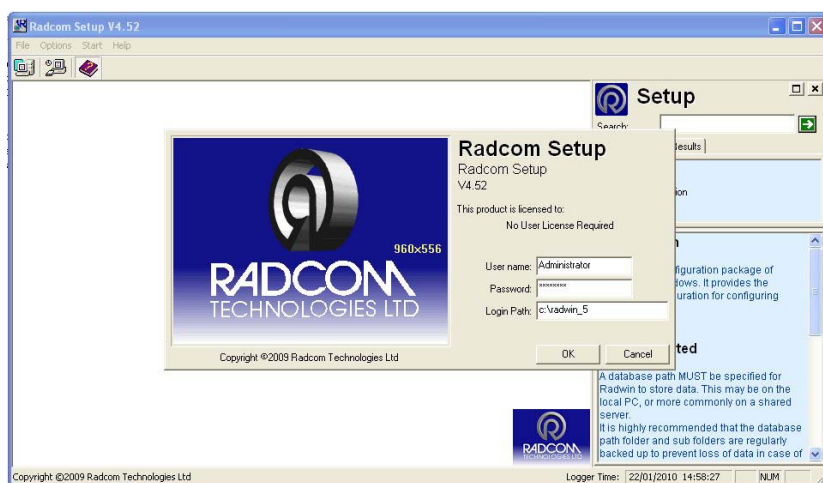 Radcom Setup V4.52
File Options Start Help
Setup
Search:
Results
ion
Radcom Setup
Radcom Setup
V4.52
This product is licensed to:
No User License Required
960x556
RADCOM
TECHNOLOGIES LTD
User name: Administrator
Password: ********
Login Path: c:\radwin_5
Copyright ©2009 Radcom Technologies Ltd
OK Cancel
figuration package of
dows. It provides the
uration for configuring
ted
A database path MUST be specified for
Radwin to store data. This may be on the
local PC, or more commonly on a shared
server.
It is highly recommended that the database
path folder and sub folders are regularly
backed up to prevent loss of data in case of
RADCOM
TECHNOLOGIES LTD
Copyright ©2009 Radcom Technologies Ltd
Logger Time: 22/01/2010 14:58:27 NUM